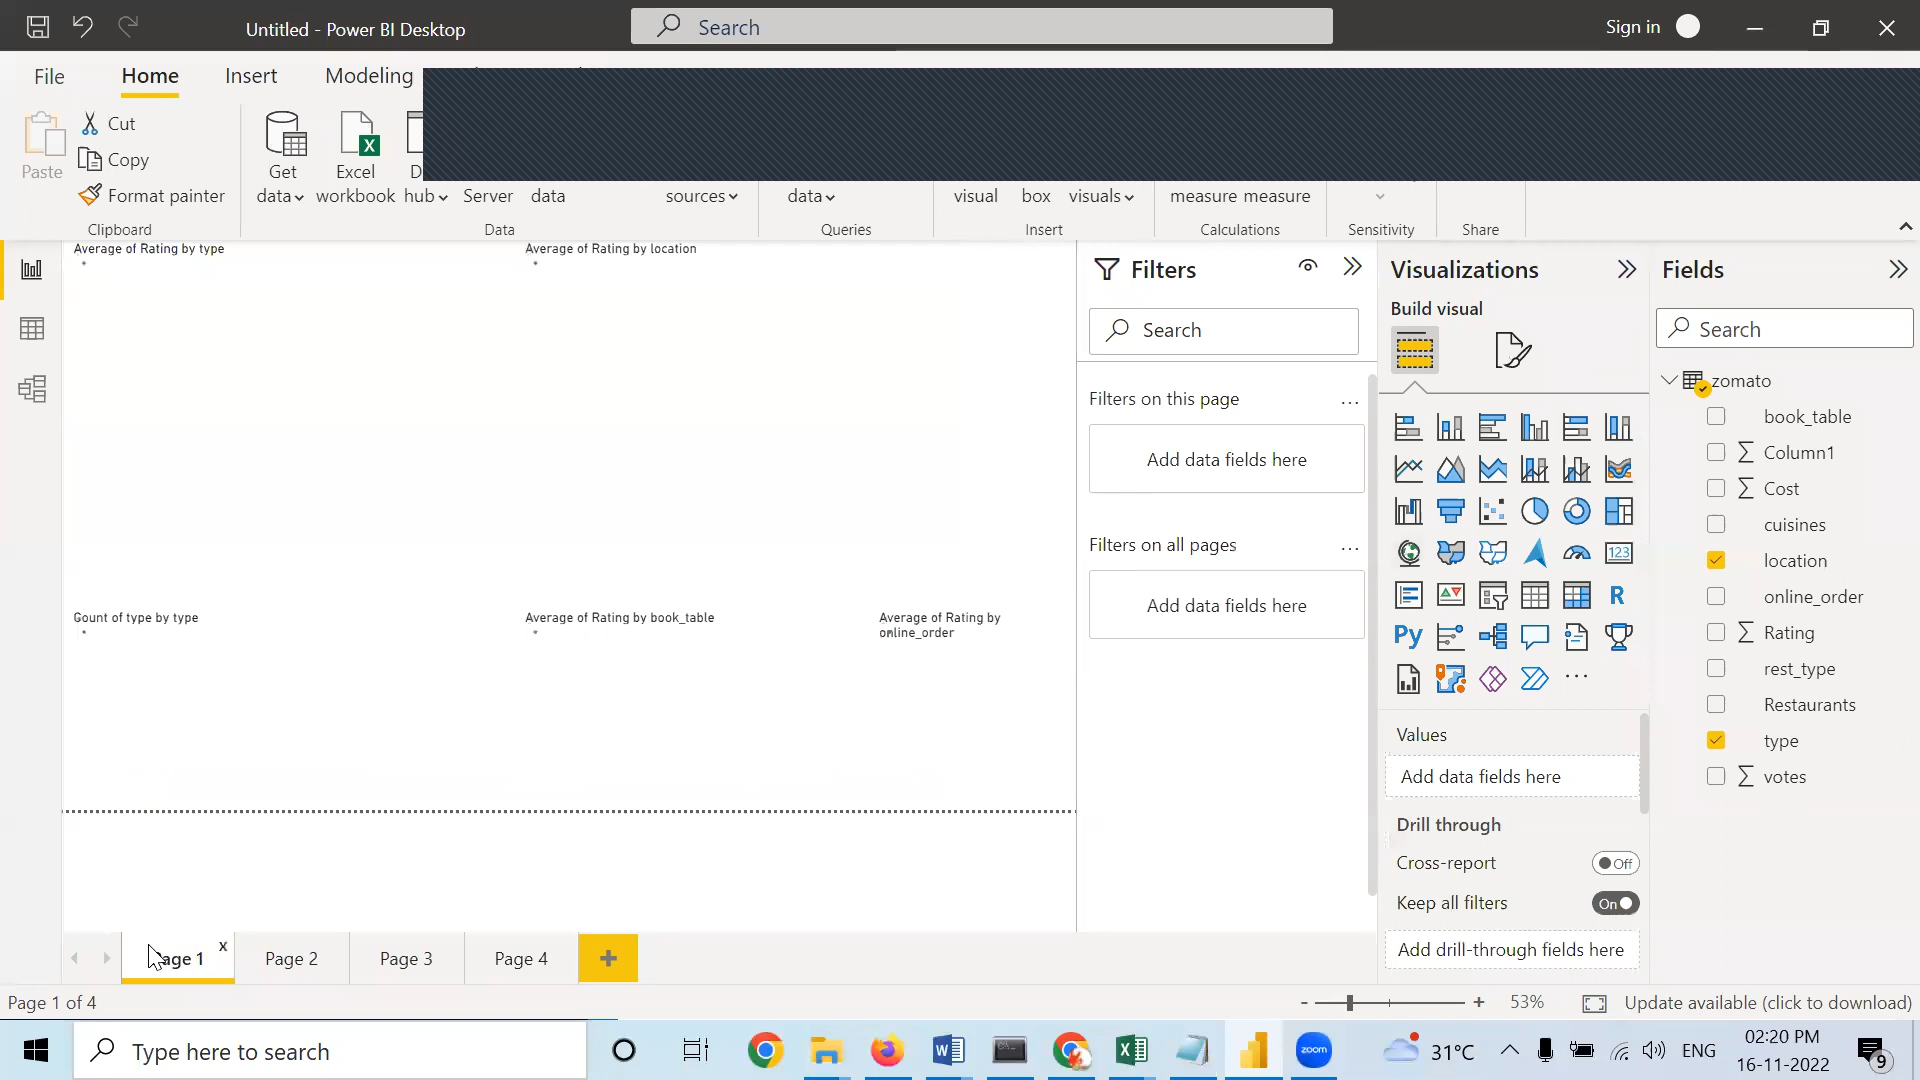 Untitled - Power BI Desktop
Search
Sign in
File
Home
Insert
Modeling
Paste
Cut
Copy
Format painter
Clipboard
Get
data
Excel
workbook
hub
Server
data
sources
Data
data
Queries
visual
box
visuals
Insert
measure measure
Calculations
Sensitivity
Share
Average of Rating by type
Average of Rating by location
Count of type by type
Average of Rating by book_table
Average of Rating by
online_order
Filters
Search
Filters on this page
...
Add data fields here
Filters on all pages
...
Add data fields here
Visualizations
Build visual
123
R
Py
...
Values
Add data fields here
Drill through
Cross-report
Off
Keep all filters
On
Add drill-through fields here
Fields
Search
zomato
book_table
Column1
Cost
cuisines
location
online_order
Rating
rest_type
Restaurants
type
votes
age 1
x
Page 2
Page 3
Page 4
+
Page 1 of 4
- + 53%
Update available (click to download)
Type here to search
zoom
31°C
ENG
02:20 PM
16-11-2022
9